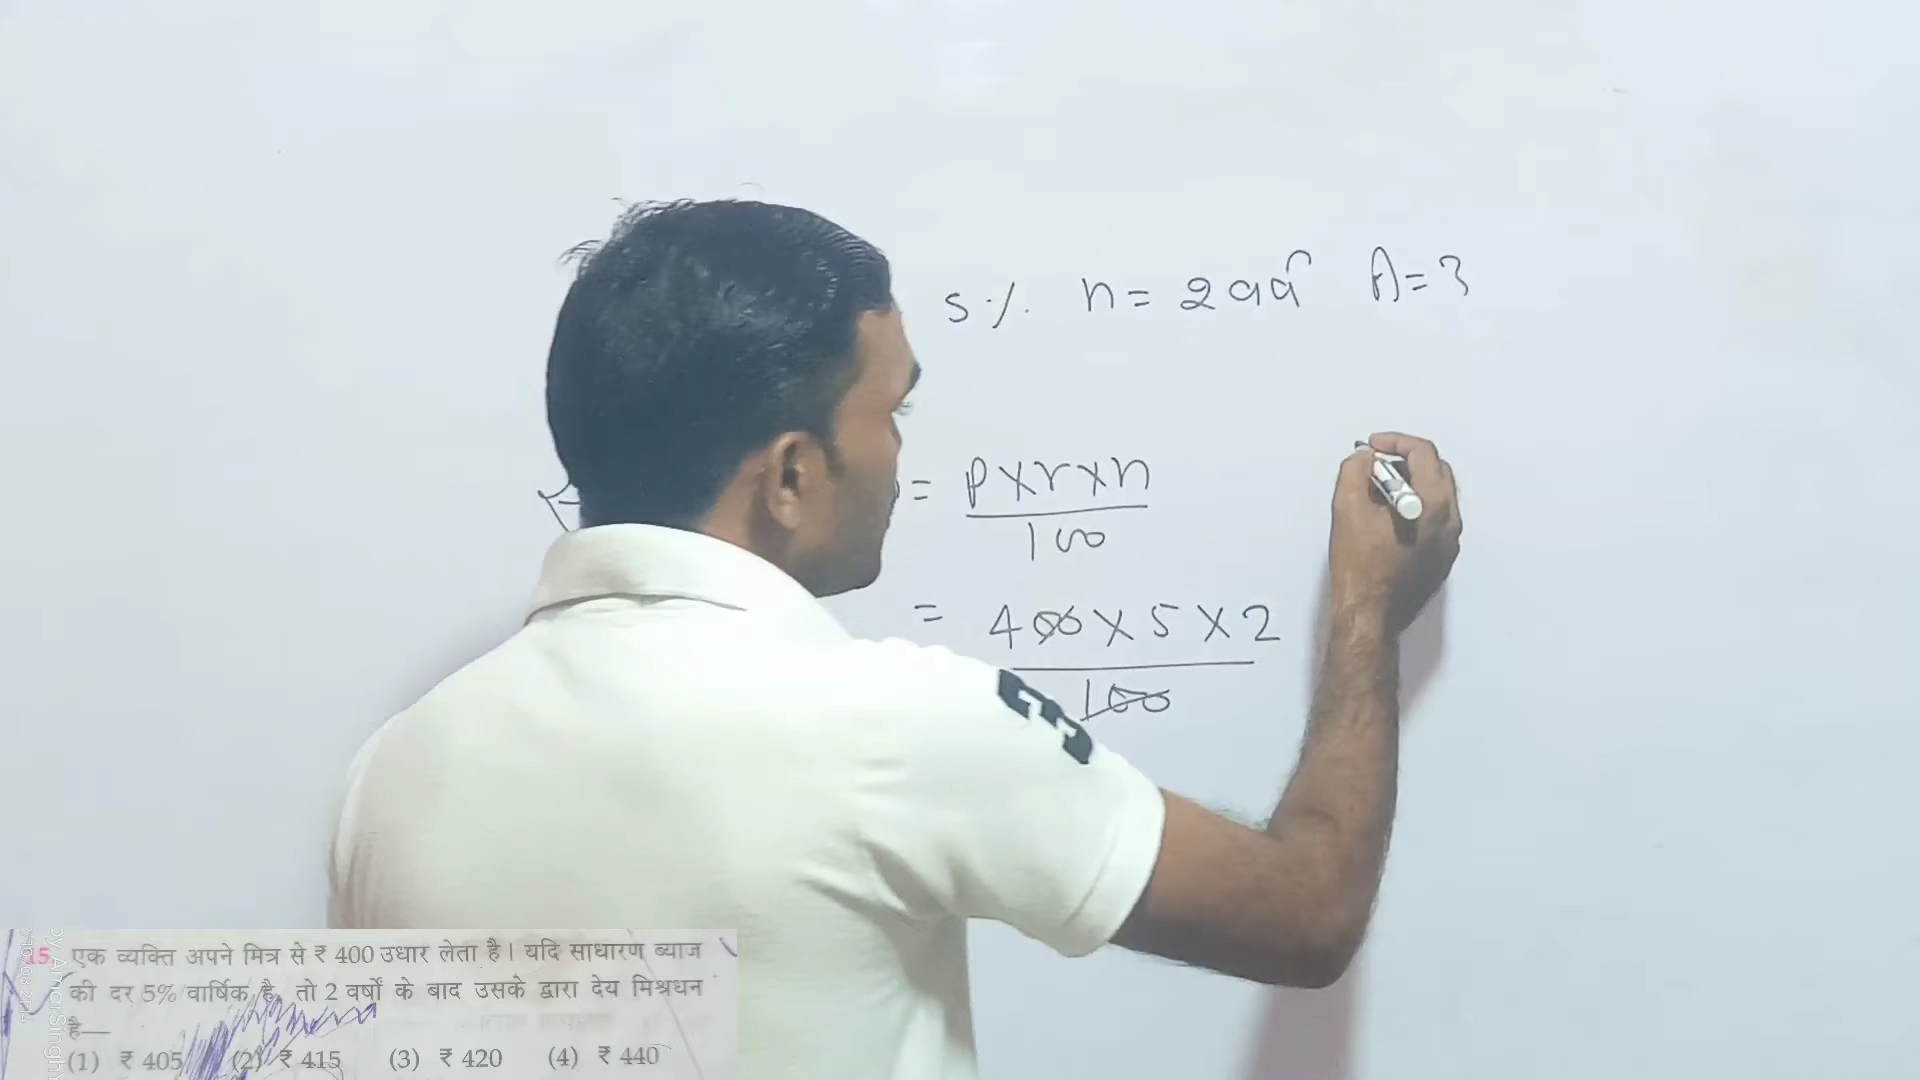 5% n = 2 वर्ष A = ?
= P×r×n
100
= 400 × 5 × 2
100
15. एक व्यक्ति अपने मित्र से ₹ 400 उधार लेता है। यदि साधारण ब्याज
की दर 5% वार्षिक है, तो 2 वर्षों के बाद उसके द्वारा देय मिश्रधन
है—
(1) ₹ 405 (2) ₹ 415 (3) ₹ 420 (4) ₹ 440